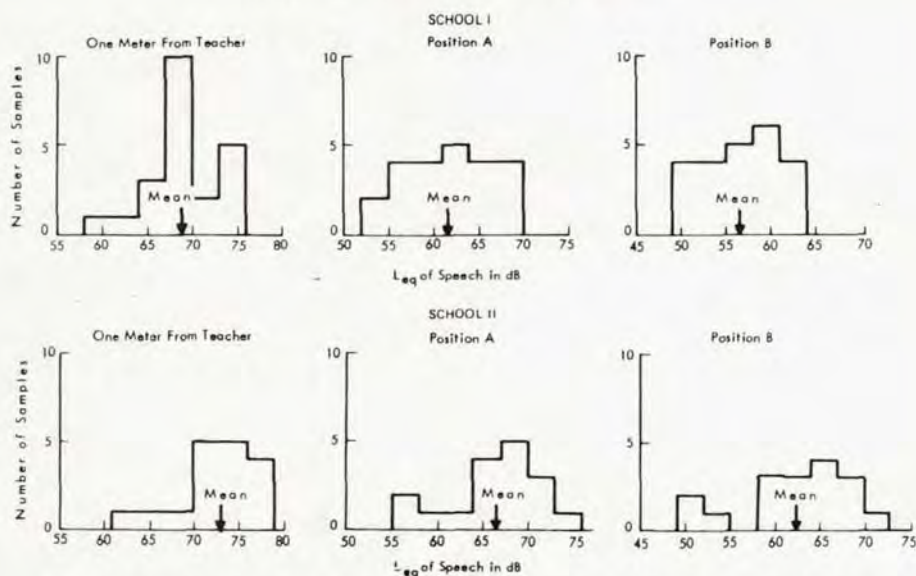 SCHOOL I
One Meter From Teacher
Position A
Position B
Number of Samples
10
5
0
Mean
55 60 65 70 75 80
10
5
0
Mean
50 55 60 65 70 75
10
5
0
Mean
45 50 55 60 65 70
Leq of Speech in dB
SCHOOL II
One Meter From Teacher
Position A
Position B
Number of Samples
10
5
0
Mean
55 60 65 70 75 80
10
5
0
Mean
50 55 60 65 70 75
10
5
0
Mean
45 50 55 60 65 70 75
Leq of Speech in dB